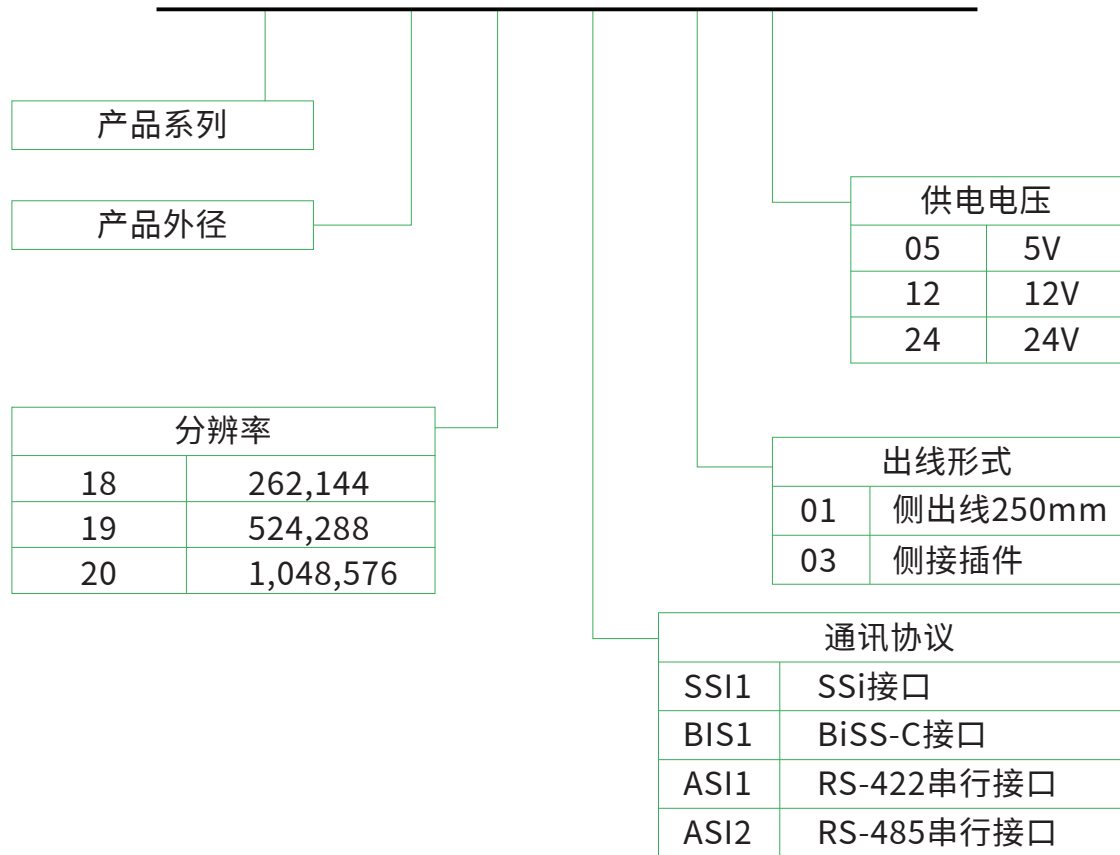 产品系列
产品外径
供电电压
05 5V
12 12V
24 24V
分辨率
18 262,144
19 524,288
20 1,048,576
出线形式
01 侧出线250mm
03 侧接插件
通讯协议
SSI1 SSi接口
BIS1 BiSS-C接口
ASI1 RS-422串行接口
ASI2 RS-485串行接口